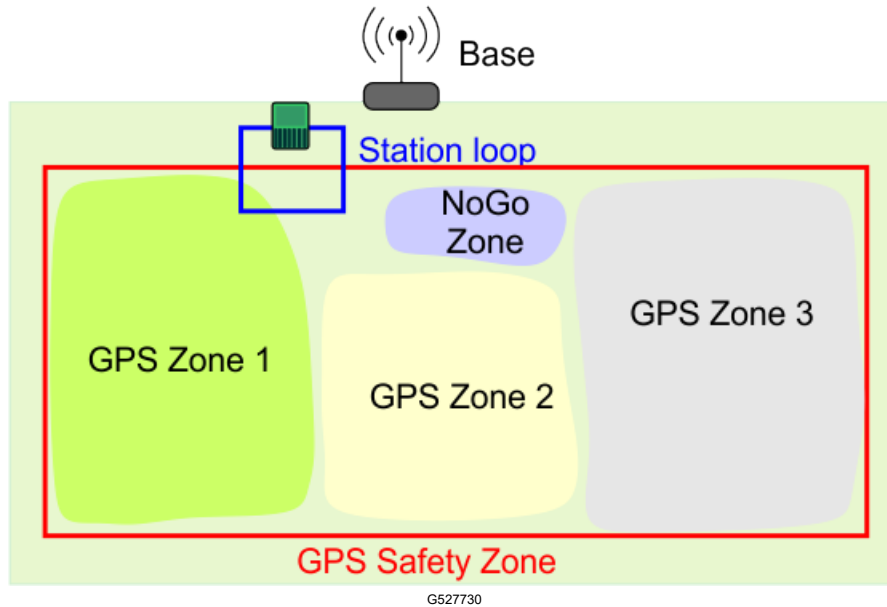 Base
Station loop
NoGo
Zone
GPS Zone 3
GPS Zone 1
GPS Zone 2
GPS Safety Zone
G527730